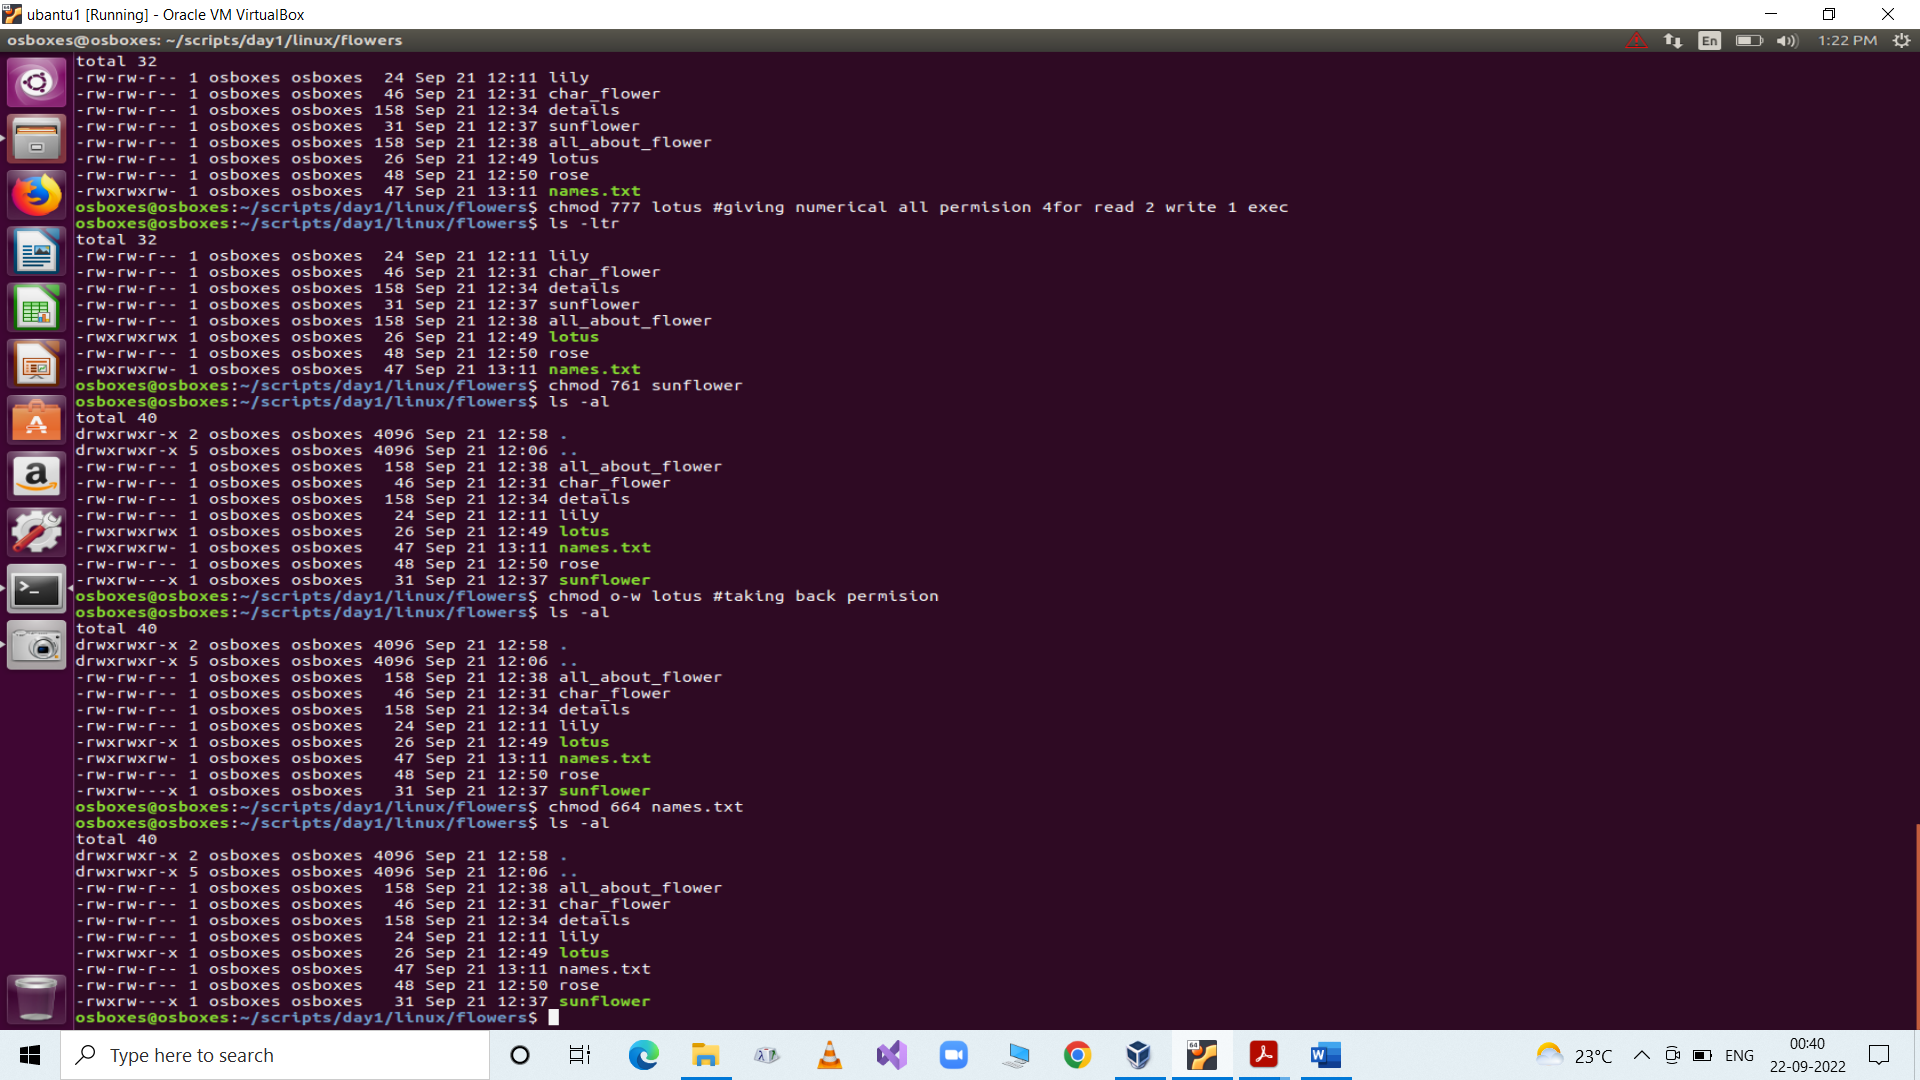 ubantu1 [Running] - Oracle VM VirtualBox
osboxes@osboxes: ~/scripts/day1/linux/flowers
En
1:22 PM
total 32
-rw-rw-r-- 1 osboxes osboxes  24 Sep 21 12:11 lily
-rw-rw-r-- 1 osboxes osboxes  46 Sep 21 12:31 char_flower
-rw-rw-r-- 1 osboxes osboxes 158 Sep 21 12:34 details
-rw-rw-r-- 1 osboxes osboxes  31 Sep 21 12:37 sunflower
-rw-rw-r-- 1 osboxes osboxes 158 Sep 21 12:38 all_about_flower
-rw-rw-r-- 1 osboxes osboxes  26 Sep 21 12:49 lotus
-rw-rw-r-- 1 osboxes osboxes  48 Sep 21 12:50 rose
-rwxrwxrw- 1 osboxes osboxes  47 Sep 21 13:11 names.txt
osboxes@osboxes:~/scripts/day1/linux/flowers$ chmod 777 lotus #giving numerical all permision 4for read 2 write 1 exec
osboxes@osboxes:~/scripts/day1/linux/flowers$ ls -ltr
total 32
-rw-rw-r-- 1 osboxes osboxes  24 Sep 21 12:11 lily
-rw-rw-r-- 1 osboxes osboxes  46 Sep 21 12:31 char_flower
-rw-rw-r-- 1 osboxes osboxes 158 Sep 21 12:34 details
-rw-rw-r-- 1 osboxes osboxes  31 Sep 21 12:37 sunflower
-rw-rw-r-- 1 osboxes osboxes 158 Sep 21 12:38 all_about_flower
-rwxrwxrwx 1 osboxes osboxes  26 Sep 21 12:49 lotus
-rw-rw-r-- 1 osboxes osboxes  48 Sep 21 12:50 rose
-rwxrwxrw- 1 osboxes osboxes  47 Sep 21 13:11 names.txt
osboxes@osboxes:~/scripts/day1/linux/flowers$ chmod 761 sunflower
osboxes@osboxes:~/scripts/day1/linux/flowers$ ls -al
total 40
drwxrwxr-x 2 osboxes osboxes 4096 Sep 21 12:58 .
drwxrwxr-x 5 osboxes osboxes 4096 Sep 21 12:06 ..
-rw-rw-r-- 1 osboxes osboxes  158 Sep 21 12:38 all_about_flower
-rw-rw-r-- 1 osboxes osboxes   46 Sep 21 12:31 char_flower
-rw-rw-r-- 1 osboxes osboxes  158 Sep 21 12:34 details
-rw-rw-r-- 1 osboxes osboxes   24 Sep 21 12:11 lily
-rwxrwxrwx 1 osboxes osboxes   26 Sep 21 12:49 lotus
-rwxrwxrw- 1 osboxes osboxes   47 Sep 21 13:11 names.txt
-rw-rw-r-- 1 osboxes osboxes   48 Sep 21 12:50 rose
-rwxrw---x 1 osboxes osboxes   31 Sep 21 12:37 sunflower
osboxes@osboxes:~/scripts/day1/linux/flowers$ chmod o-w lotus #taking back permision
osboxes@osboxes:~/scripts/day1/linux/flowers$ ls -al
total 40
drwxrwxr-x 2 osboxes osboxes 4096 Sep 21 12:58 .
drwxrwxr-x 5 osboxes osboxes 4096 Sep 21 12:06 ..
-rw-rw-r-- 1 osboxes osboxes  158 Sep 21 12:38 all_about_flower
-rw-rw-r-- 1 osboxes osboxes   46 Sep 21 12:31 char_flower
-rw-rw-r-- 1 osboxes osboxes  158 Sep 21 12:34 details
-rw-rw-r-- 1 osboxes osboxes   24 Sep 21 12:11 lily
-rwxrwxr-x 1 osboxes osboxes   26 Sep 21 12:49 lotus
-rwxrwxrw- 1 osboxes osboxes   47 Sep 21 13:11 names.txt
-rw-rw-r-- 1 osboxes osboxes   48 Sep 21 12:50 rose
-rwxrw---x 1 osboxes osboxes   31 Sep 21 12:37 sunflower
osboxes@osboxes:~/scripts/day1/linux/flowers$ chmod 664 names.txt
osboxes@osboxes:~/scripts/day1/linux/flowers$ ls -al
total 40
drwxrwxr-x 2 osboxes osboxes 4096 Sep 21 12:58 .
drwxrwxr-x 5 osboxes osboxes 4096 Sep 21 12:06 ..
-rw-rw-r-- 1 osboxes osboxes  158 Sep 21 12:38 all_about_flower
-rw-rw-r-- 1 osboxes osboxes   46 Sep 21 12:31 char_flower
-rw-rw-r-- 1 osboxes osboxes  158 Sep 21 12:34 details
-rw-rw-r-- 1 osboxes osboxes   24 Sep 21 12:11 lily
-rwxrwxr-x 1 osboxes osboxes   26 Sep 21 12:49 lotus
-rw-rw-r-- 1 osboxes osboxes   47 Sep 21 13:11 names.txt
-rw-rw-r-- 1 osboxes osboxes   48 Sep 21 12:50 rose
-rwxrw---x 1 osboxes osboxes   31 Sep 21 12:37 sunflower
osboxes@osboxes:~/scripts/day1/linux/flowers$
Type here to search
23°C
ENG
00:40
22-09-2022